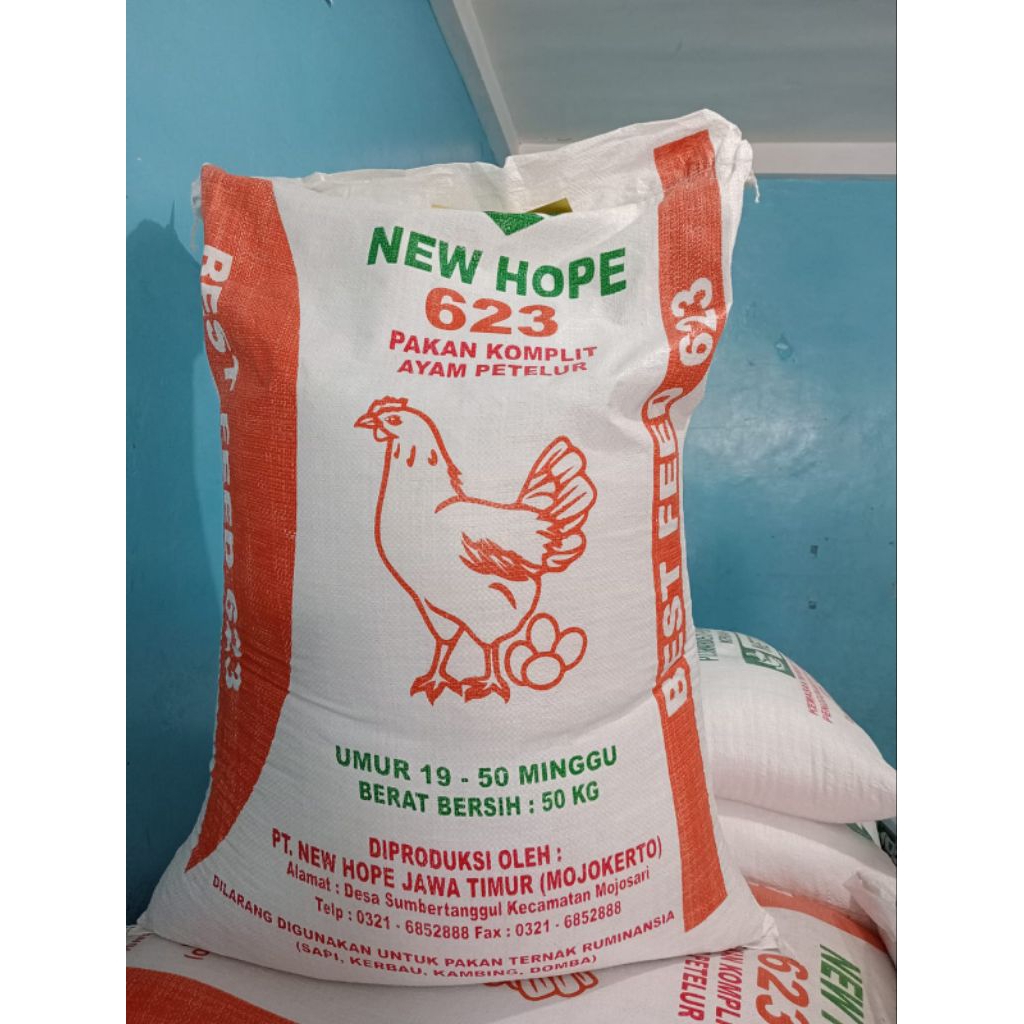 NEW HOPE
623
PAKAN KOMPLIT
AYAM PETELUR
BEST FEED 623
BEST FEED 623
UMUR 19 - 50 MINGGU
BERAT BERSIH : 50 KG
DIPRODUKSI OLEH :
PT. NEW HOPE JAWA TIMUR (MOJOKERTO)
Alamat : Desa Sumbertanggul Kecamatan Mojosari
Telp : 0321 - 6852888 Fax : 0321 - 6852888
DILARANG DIGUNAKAN UNTUK PAKAN TERNAK RUMINANSIA
(SAPI, KERBAU, KAMBING, DOMBA)
NEW
623
KOMPL
PETELUR